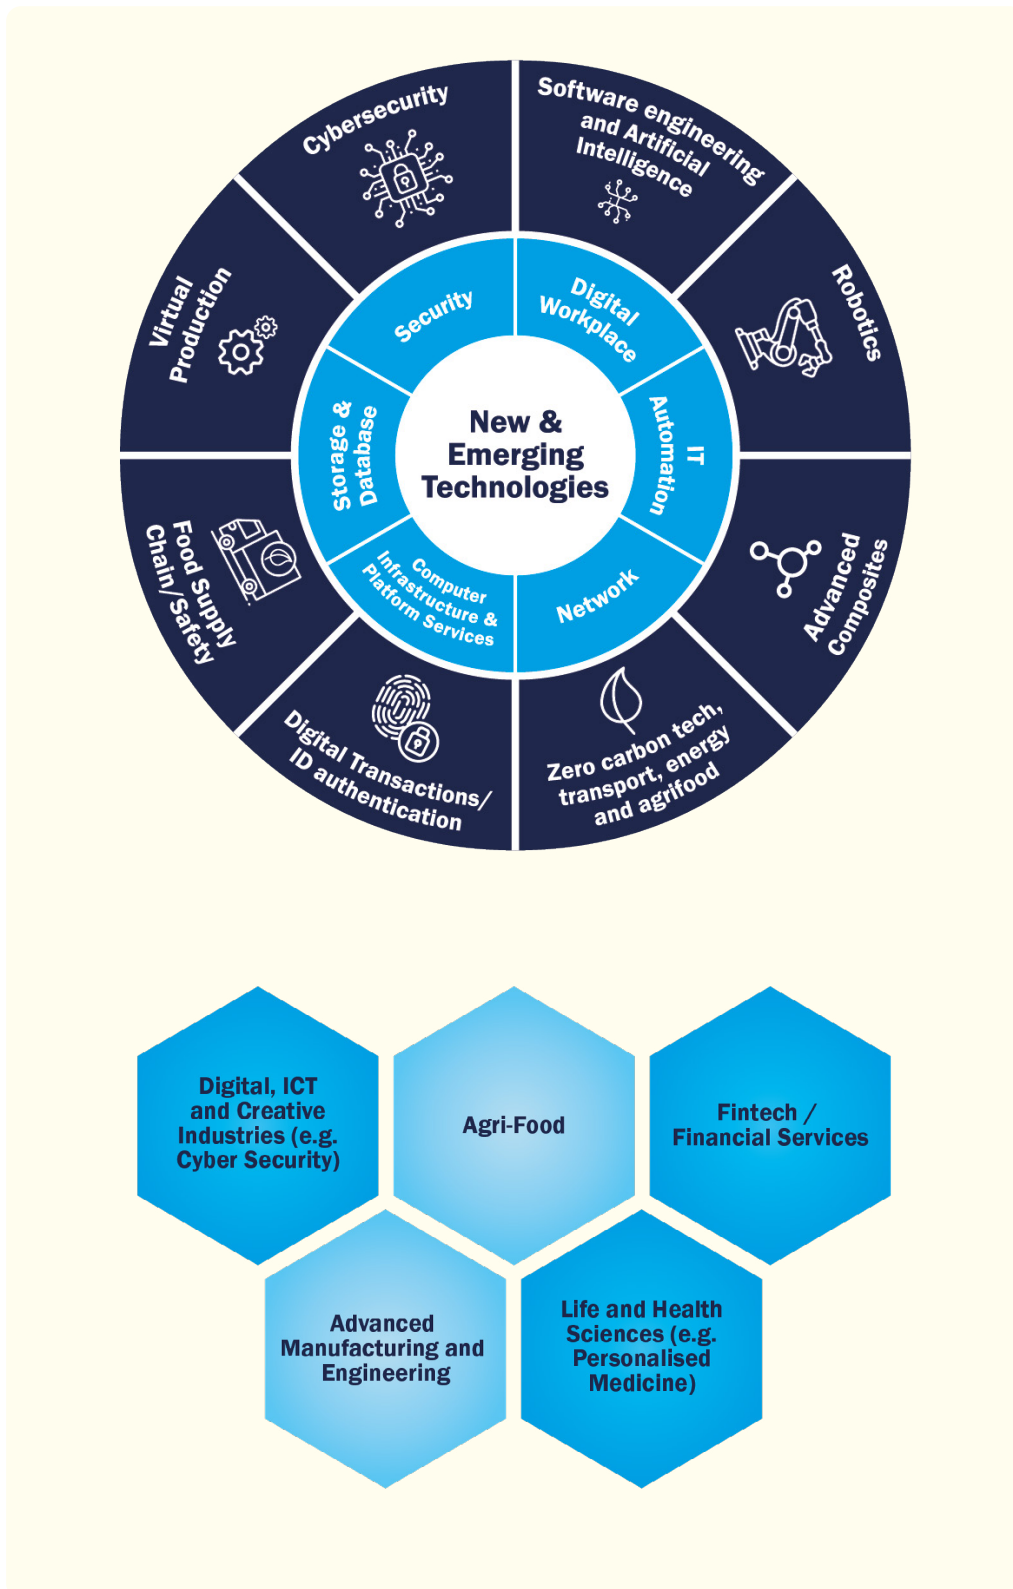 Cybersecurity
Software engineering
and Artificial
Intelligence
Robotics
Advanced
Composites
Zero carbon tech,
transport, energy
and agrifood
Digital Transactions/
ID authentication
Food Supply
Chain/Safety
Virtual
Production
Security
Digital
Workplace
IT
Automation
Network
Computer
Infrastructure &
Platform Services
Storage &
Database
New &
Emerging
Technologies
Digital, ICT
and Creative
Industries (e.g.
Cyber Security)
Agri-Food
Fintech /
Financial Services
Advanced
Manufacturing and
Engineering
Life and Health
Sciences (e.g.
Personalised
Medicine)